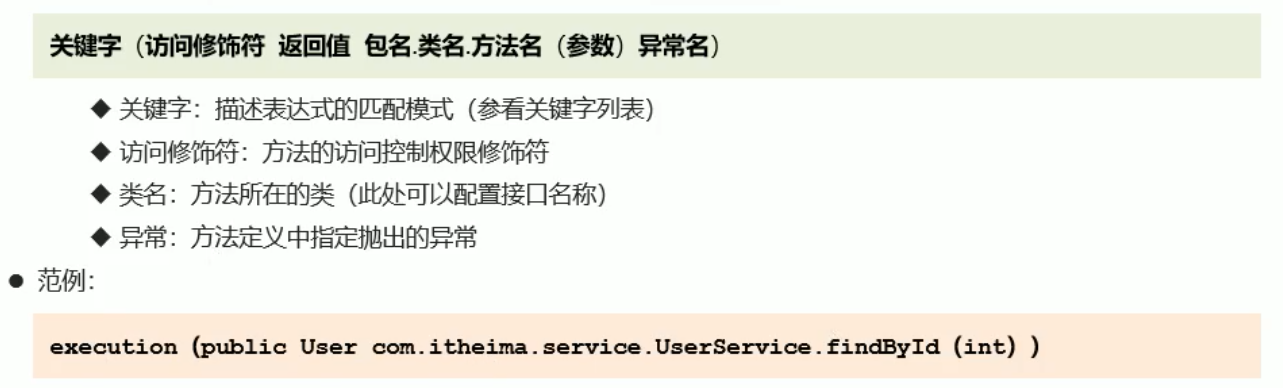 关键字（访问修饰符 返回值 包名.类名.方法名（参数）异常名）
◆ 关键字：描述表达式的匹配模式（参看关键字列表）
◆ 访问修饰符：方法的访问控制权限修饰符
◆ 类名：方法所在的类（此处可以配置接口名称）
◆ 异常：方法定义中指定抛出的异常
● 范例：
execution（public User com.itheima.service.UserService.findById（int））